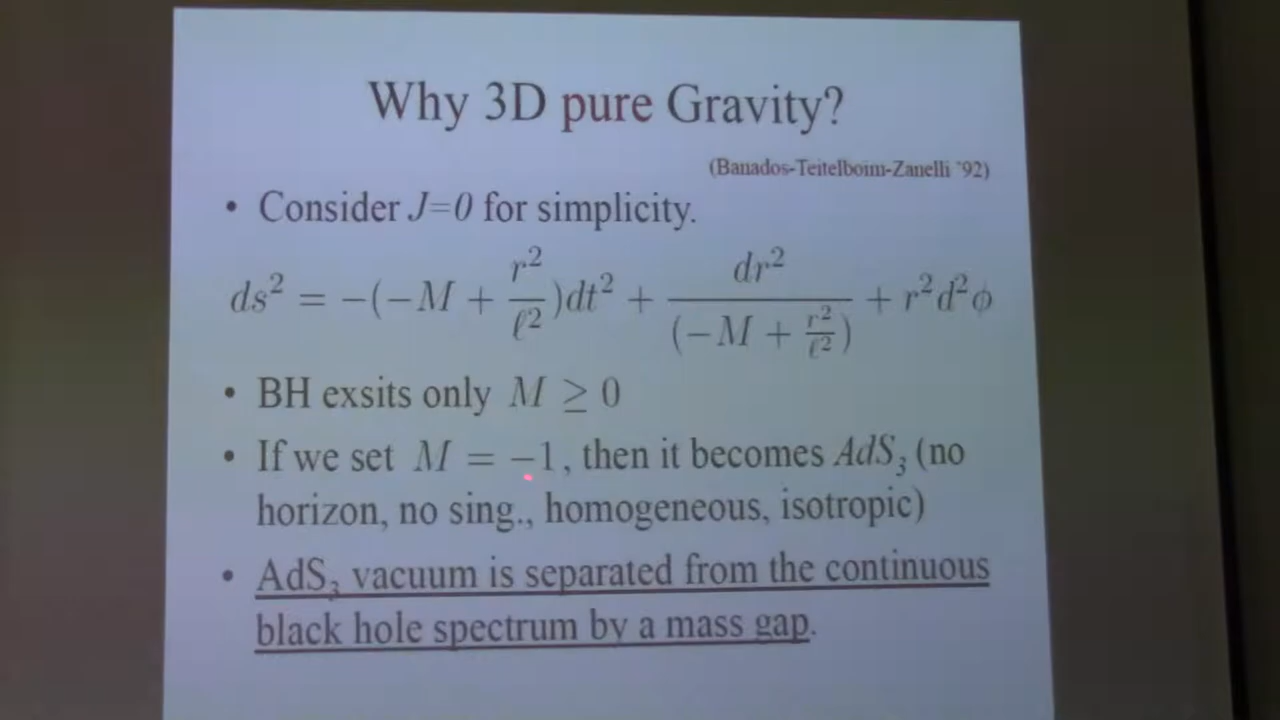 Why 3D pure Gravity?
(Banados-Teitelboim-Zanelli '92)
• Consider J=0 for simplicity.
ds² = −(−M + r²/ℓ²)dt² + dr²/(−M + r²/ℓ²) + r²d²ϕ
• BH exsits only M ≥ 0
• If we set M = −1, then it becomes AdS₃ (no
horizon, no sing., homogeneous, isotropic)
• AdS₃ vacuum is separated from the continuous
black hole spectrum by a mass gap.